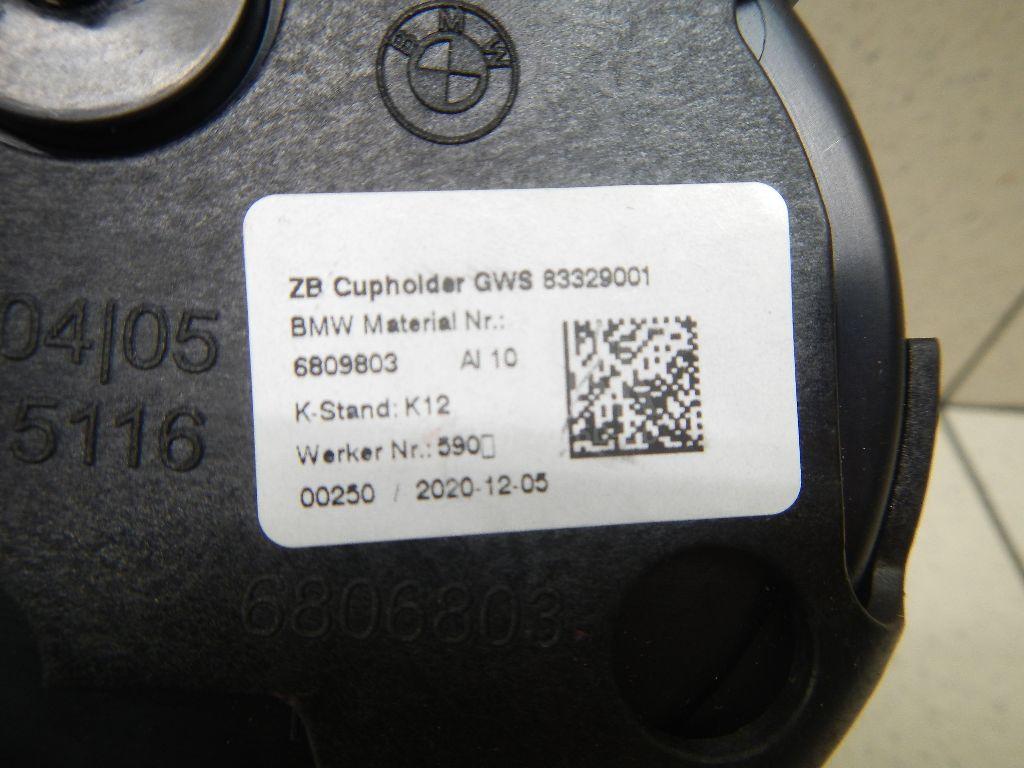 BMW
ZB Cupholder GWS 83329001
BMW Material Nr.:
6809803 AI 10
K-Stand: K12
Werker Nr.: 590▯
00250 / 2020-12-05
04/05
5116
6806803